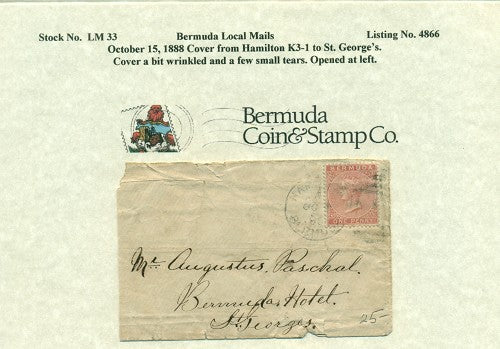 Stock No. LM 33 Bermuda Local Mails Listing No. 4866
October 15, 1888 Cover from Hamilton K3-1 to St. George's.
Cover a bit wrinkled and a few small tears. Opened at left.
Bermuda
Coin&Stamp Co.
BERMUDA
ONE PENNY
Mr. Augustus. Paschal.
Bermuda Hotel.
St. Georges.
25-